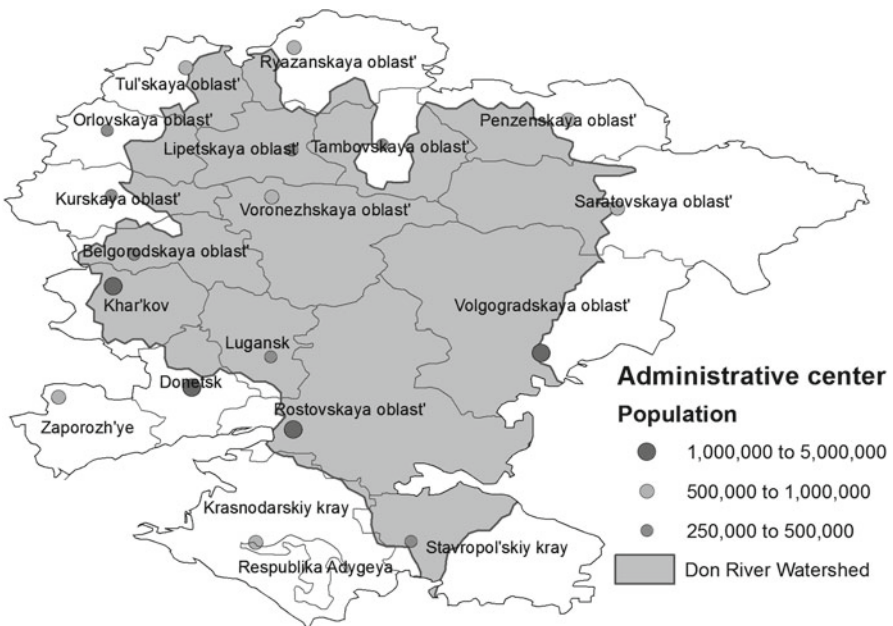 Ryazanskaya oblast'
Tul'skaya oblast'
Orlovskaya oblast'
Penzenskaya oblast'
Lipetskaya oblast'
Tambovskaya oblast'
Kurskaya oblast'
Voronezhskaya oblast'
Saratovskaya oblast'
Belgorodskaya oblast'
Khar'kov
Volgogradskaya oblast'
Lugansk
Donetsk
Zaporozh'ye
Rostovskaya oblast'
Krasnodarskiy kray
Stavropol'skiy kray
Respublika Adygeya
Administrative center
Population
1,000,000 to 5,000,000
500,000 to 1,000,000
250,000 to 500,000
Don River Watershed